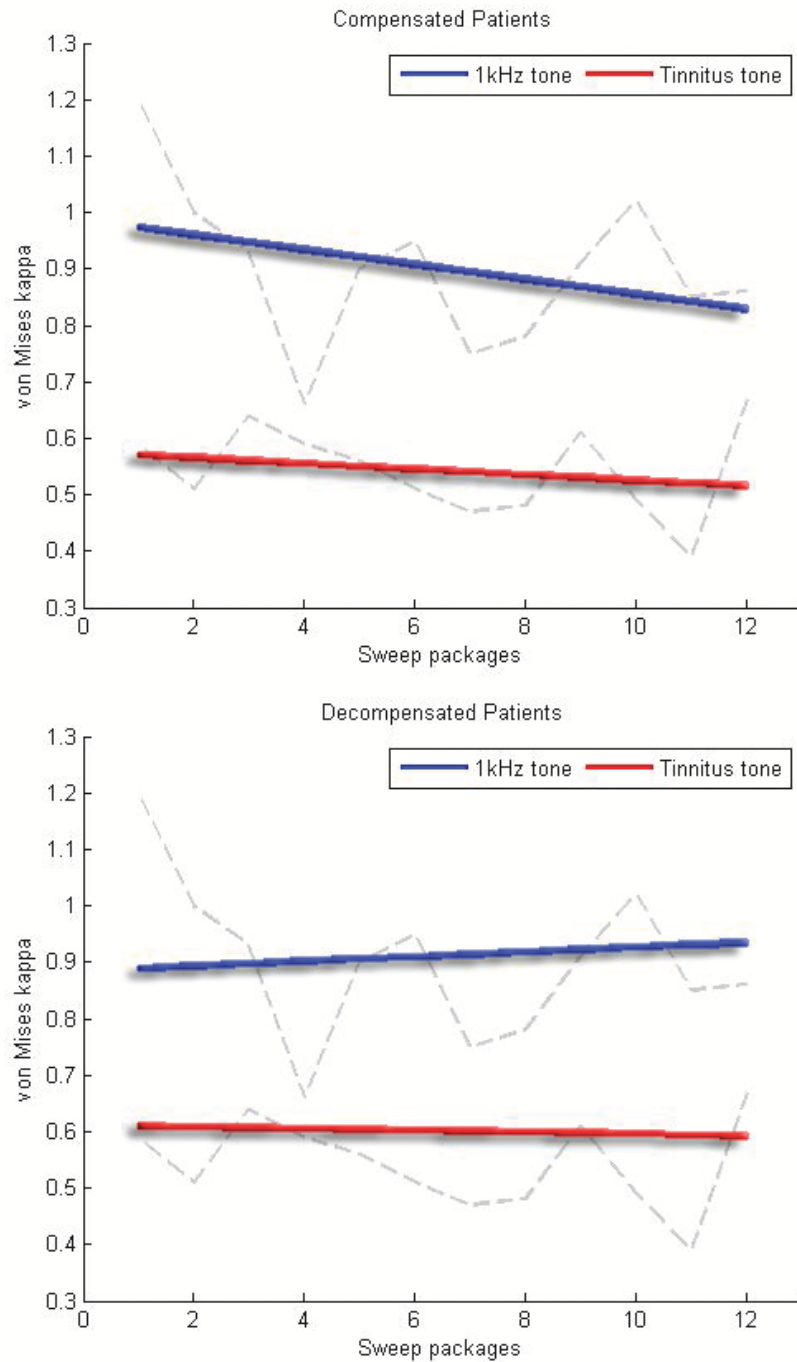 Compensated Patients
1.3
1.2
1.1
1
0.9
0.8
0.7
0.6
0.5
0.4
0.3
von Mises kappa
1kHz tone Tinnitus tone
0 2 4 6 8 10 12
Sweep packages
Decompensated Patients
1.3
1.2
1.1
1
0.9
0.8
0.7
0.6
0.5
0.4
0.3
von Mises kappa
1kHz tone Tinnitus tone
0 2 4 6 8 10 12
Sweep packages